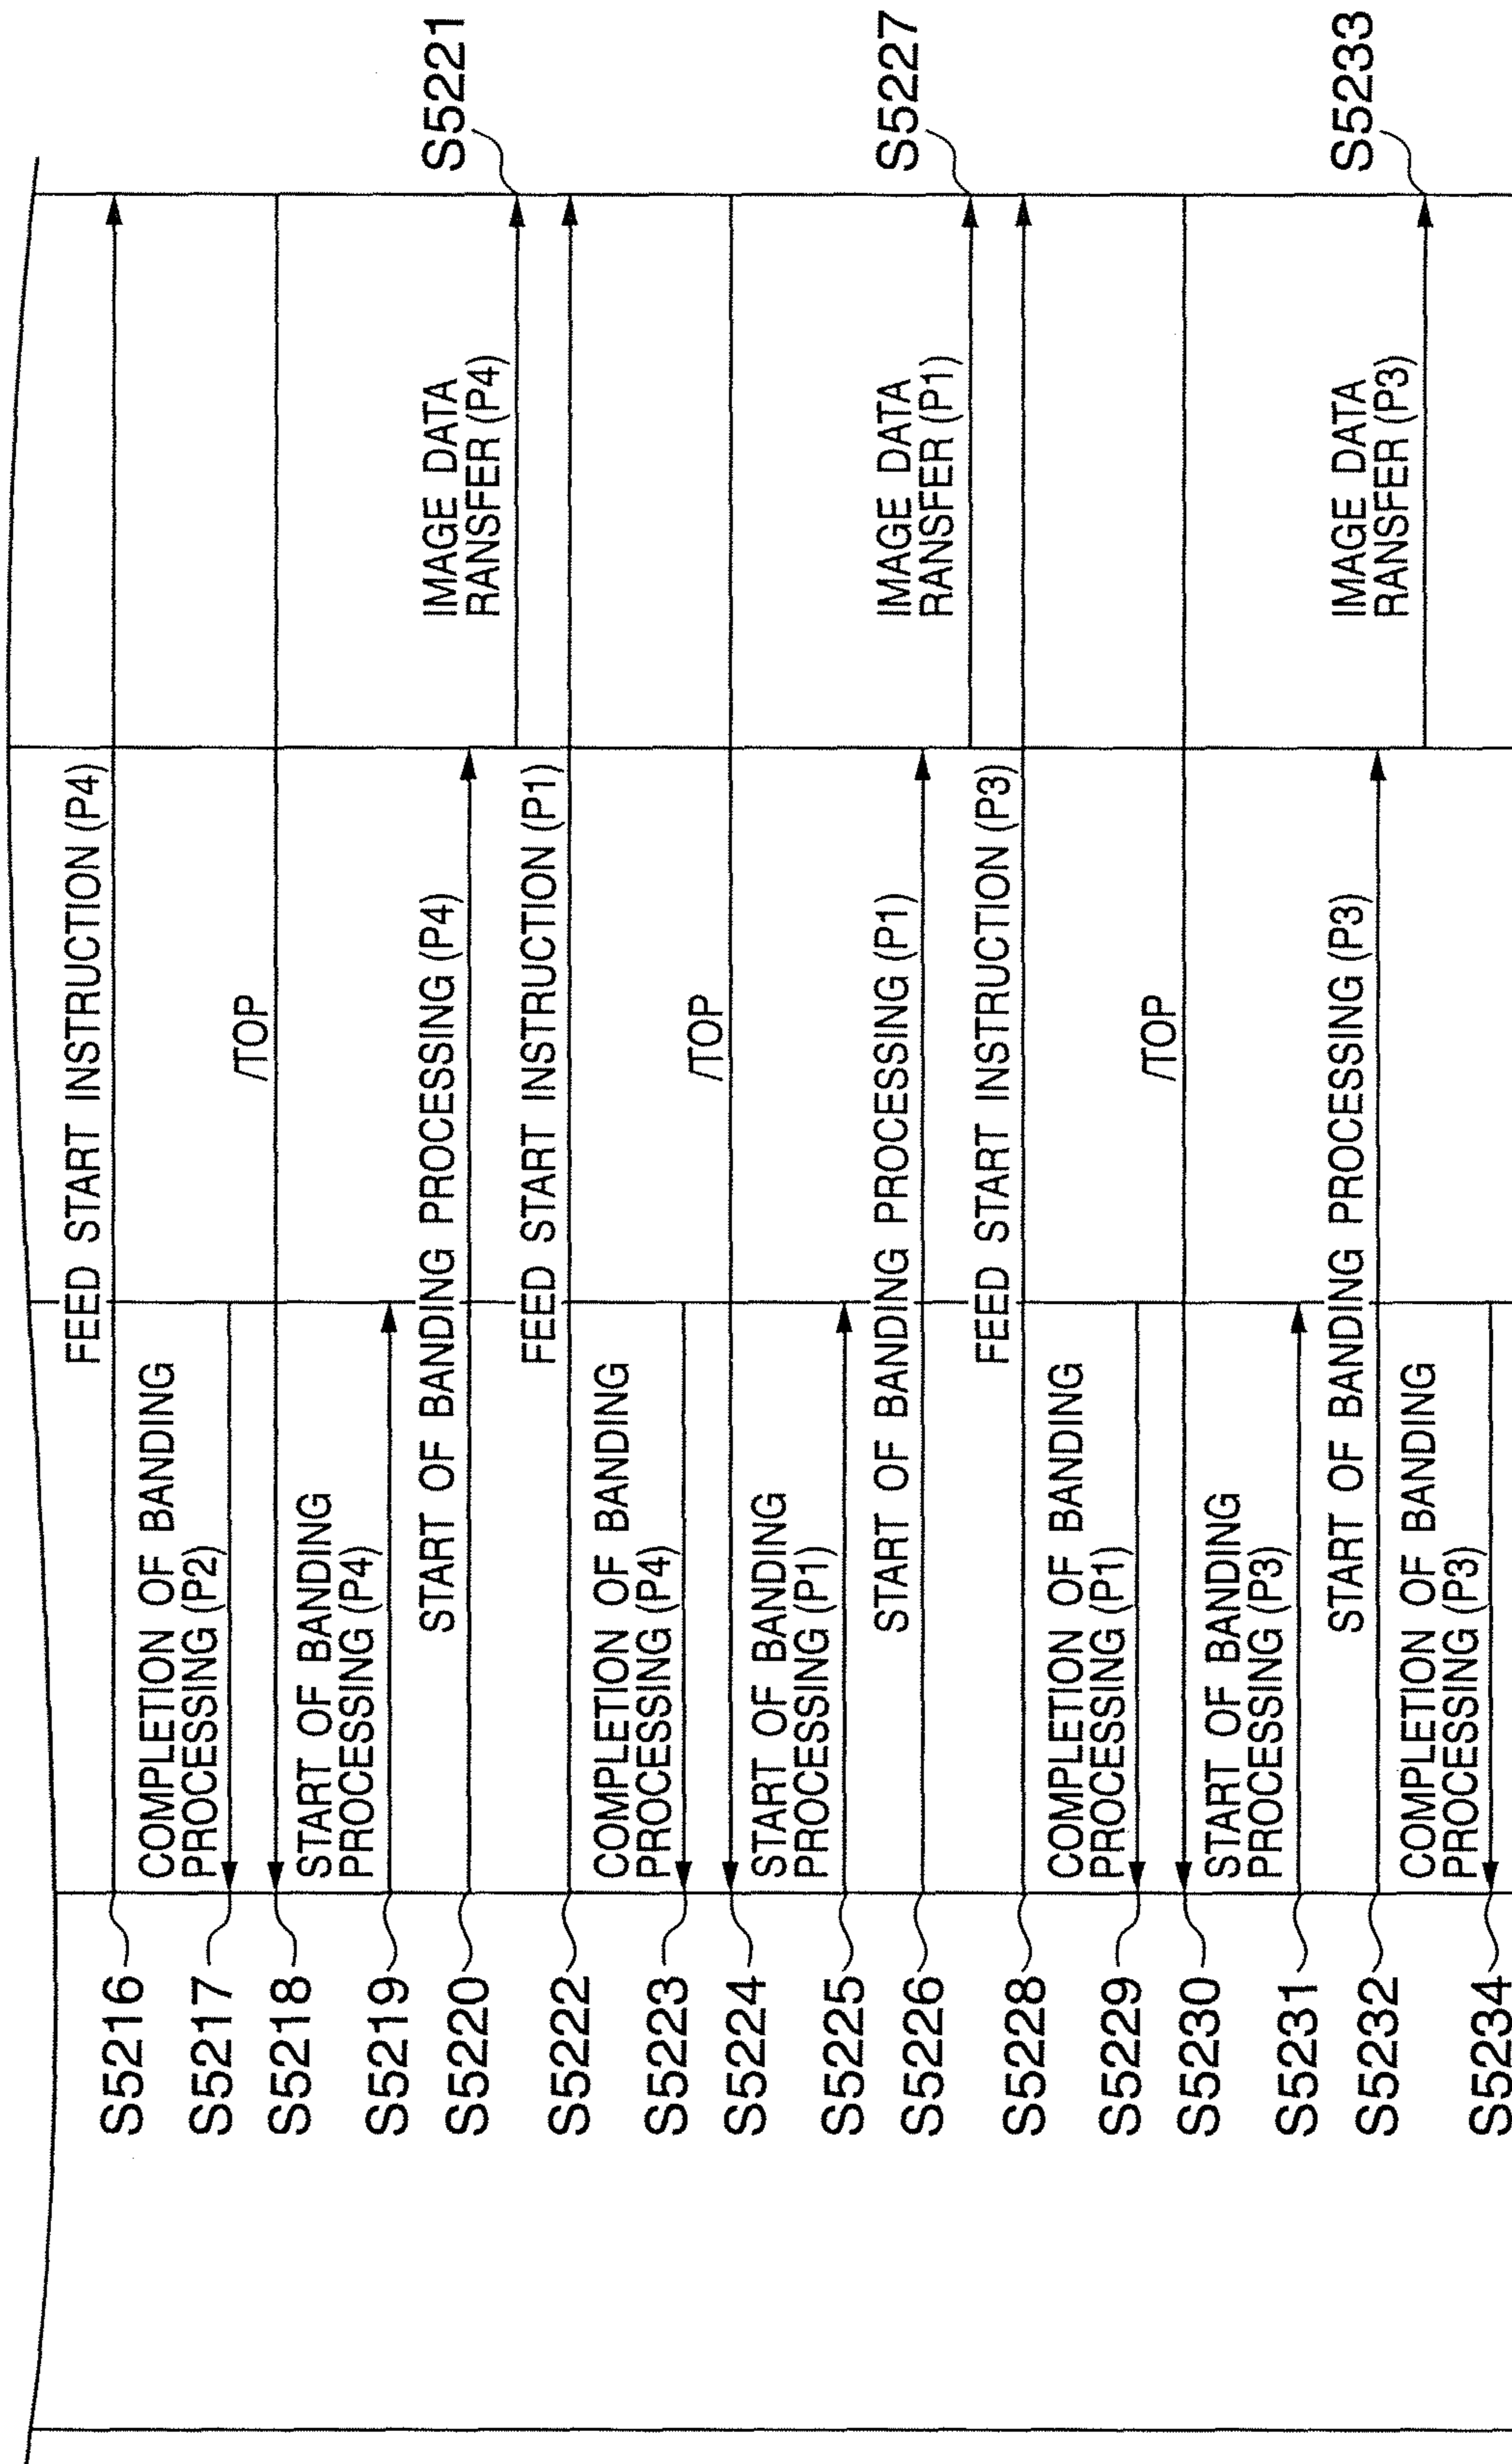 S5216
FEED START INSTRUCTION (P4)
S5217
COMPLETION OF BANDING
PROCESSING (P2)
S5218
/TOP
S5219
START OF BANDING
PROCESSING (P4)
S5220
START OF BANDING PROCESSING (P4)
IMAGE DATA
RANSFER (P4)
S5221
S5222
FEED START INSTRUCTION (P1)
S5223
COMPLETION OF BANDING
PROCESSING (P4)
S5224
/TOP
S5225
START OF BANDING
PROCESSING (P1)
S5226
START OF BANDING PROCESSING (P1)
IMAGE DATA
RANSFER (P1)
S5227
S5228
FEED START INSTRUCTION (P3)
S5229
COMPLETION OF BANDING
PROCESSING (P1)
S5230
/TOP
S5231
START OF BANDING
PROCESSING (P3)
S5232
START OF BANDING PROCESSING (P3)
IMAGE DATA
RANSFER (P3)
S5233
S5234
COMPLETION OF BANDING
PROCESSING (P3)